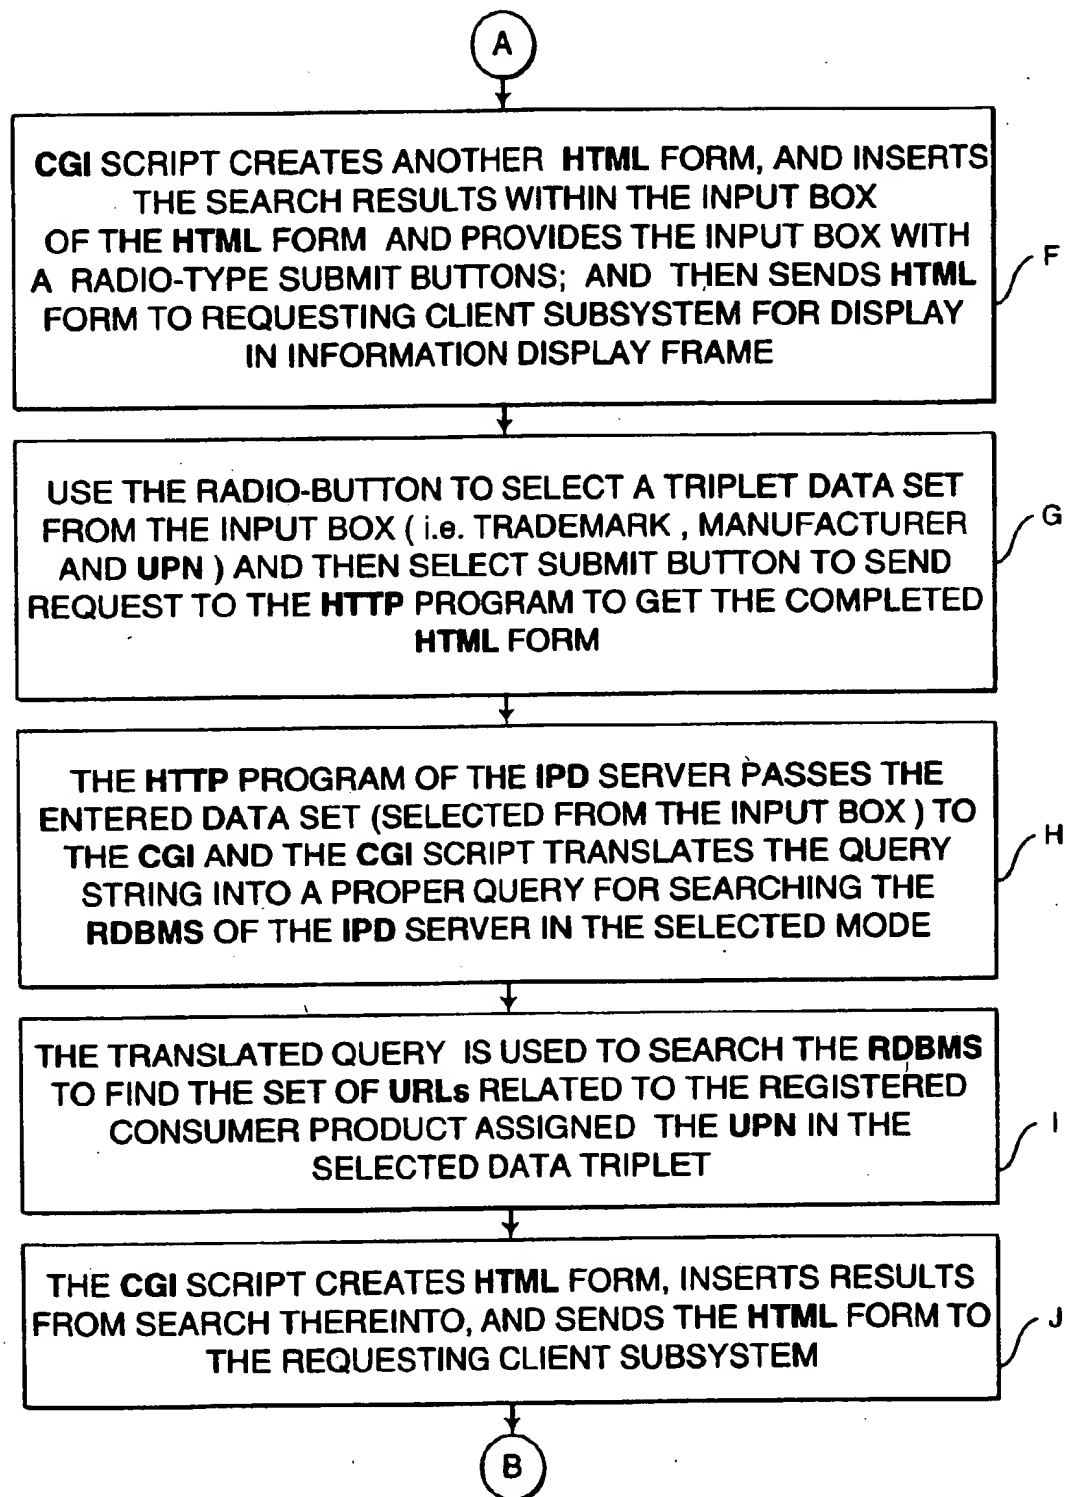 A
CGI SCRIPT CREATES ANOTHER HTML FORM, AND INSERTS
THE SEARCH RESULTS WITHIN THE INPUT BOX
OF THE HTML FORM AND PROVIDES THE INPUT BOX WITH
A RADIO-TYPE SUBMIT BUTTONS; AND THEN SENDS HTML
FORM TO REQUESTING CLIENT SUBSYSTEM FOR DISPLAY
IN INFORMATION DISPLAY FRAME
F
USE THE RADIO-BUTTON TO SELECT A TRIPLET DATA SET
FROM THE INPUT BOX ( i.e. TRADEMARK , MANUFACTURER
AND UPN ) AND THEN SELECT SUBMIT BUTTON TO SEND
REQUEST TO THE HTTP PROGRAM TO GET THE COMPLETED
HTML FORM
G
THE HTTP PROGRAM OF THE IPD SERVER PASSES THE
ENTERED DATA SET (SELECTED FROM THE INPUT BOX ) TO
THE CGI AND THE CGI SCRIPT TRANSLATES THE QUERY
STRING INTO A PROPER QUERY FOR SEARCHING THE
RDBMS OF THE IPD SERVER IN THE SELECTED MODE
H
THE TRANSLATED QUERY IS USED TO SEARCH THE RDBMS
TO FIND THE SET OF URLs RELATED TO THE REGISTERED
CONSUMER PRODUCT ASSIGNED THE UPN IN THE
SELECTED DATA TRIPLET
I
THE CGI SCRIPT CREATES HTML FORM, INSERTS RESULTS
FROM SEARCH THEREINTO, AND SENDS THE HTML FORM TO
THE REQUESTING CLIENT SUBSYSTEM
J
B